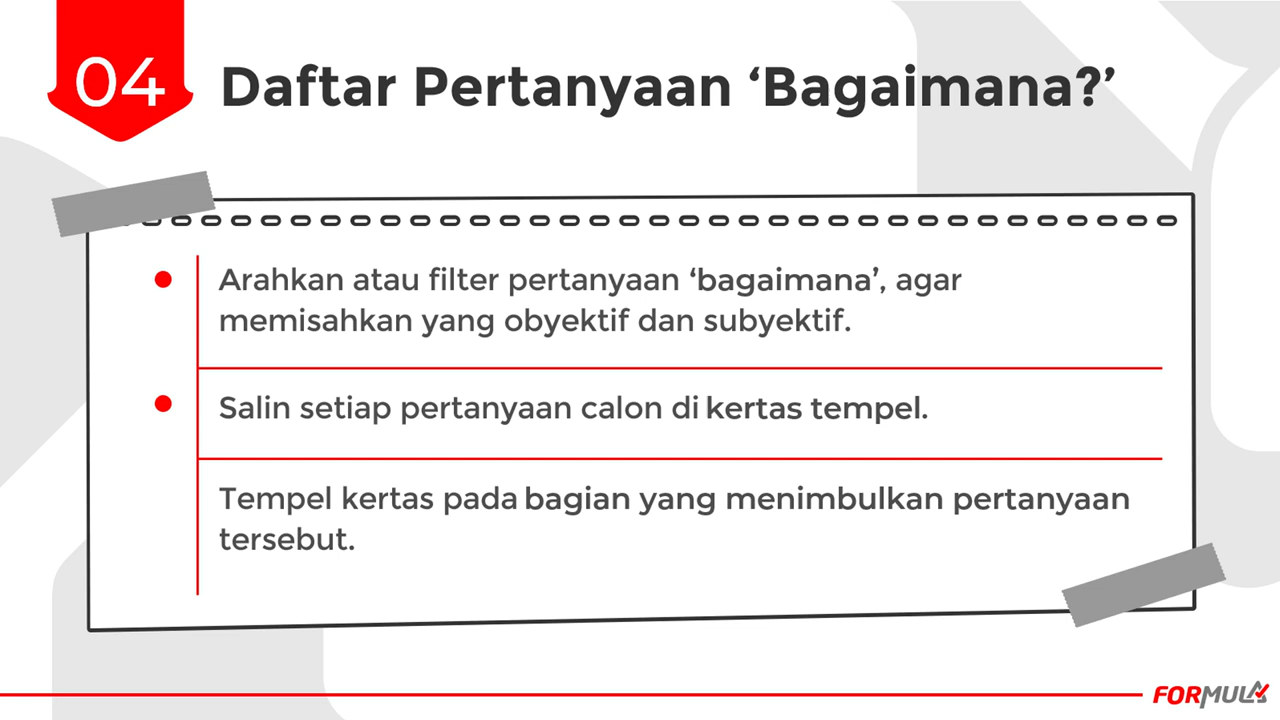 04
Daftar Pertanyaan ‘Bagaimana?’
Arahkan atau filter pertanyaan ‘bagaimana’, agar
memisahkan yang obyektif dan subyektif.
Salin setiap pertanyaan calon di kertas tempel.
Tempel kertas pada bagian yang menimbulkan pertanyaan
tersebut.
FORMULA